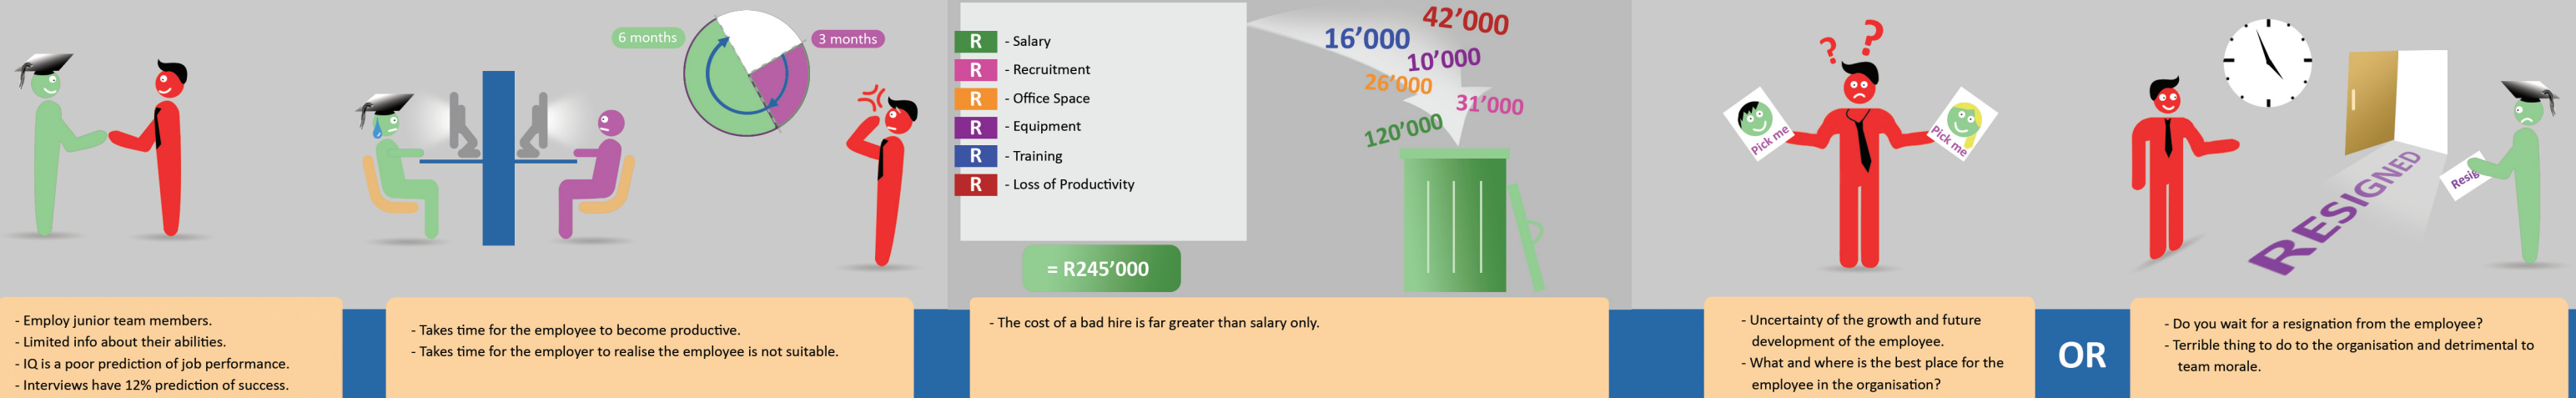 6 months
3 months
- Employ junior team members.
- Limited info about their abilities.
- IQ is a poor prediction of job performance.
- Interviews have 12% prediction of success.
- Takes time for the employee to become productive.
- Takes time for the employer to realise the employee is not suitable.
R - Salary
R - Recruitment
R - Office Space
R - Equipment
R - Training
R - Loss of Productivity
= R245'000
42'000
16'000
10'000
26'000
31'000
120'000
- The cost of a bad hire is far greater than salary only.
? ?
Pick me
Pick me
- Uncertainty of the growth and future
development of the employee.
- What and where is the best place for the
employee in the organisation?
OR
RESIGNED
Resig
- Do you wait for a resignation from the employee?
- Terrible thing to do to the organisation and detrimental to
team morale.